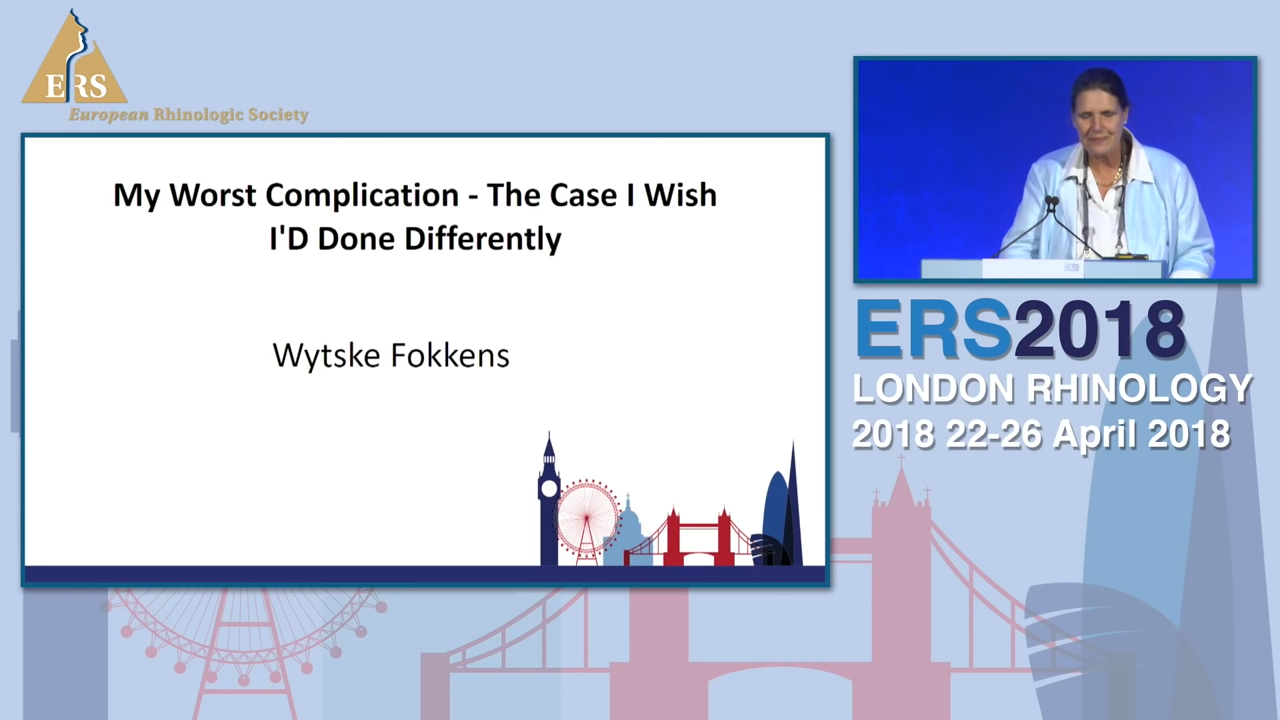 ERS
European Rhinologic Society
My Worst Complication - The Case I Wish
I'D Done Differently
Wytske Fokkens
ERS2018
LONDON RHINOLOGY
2018 22-26 April 2018